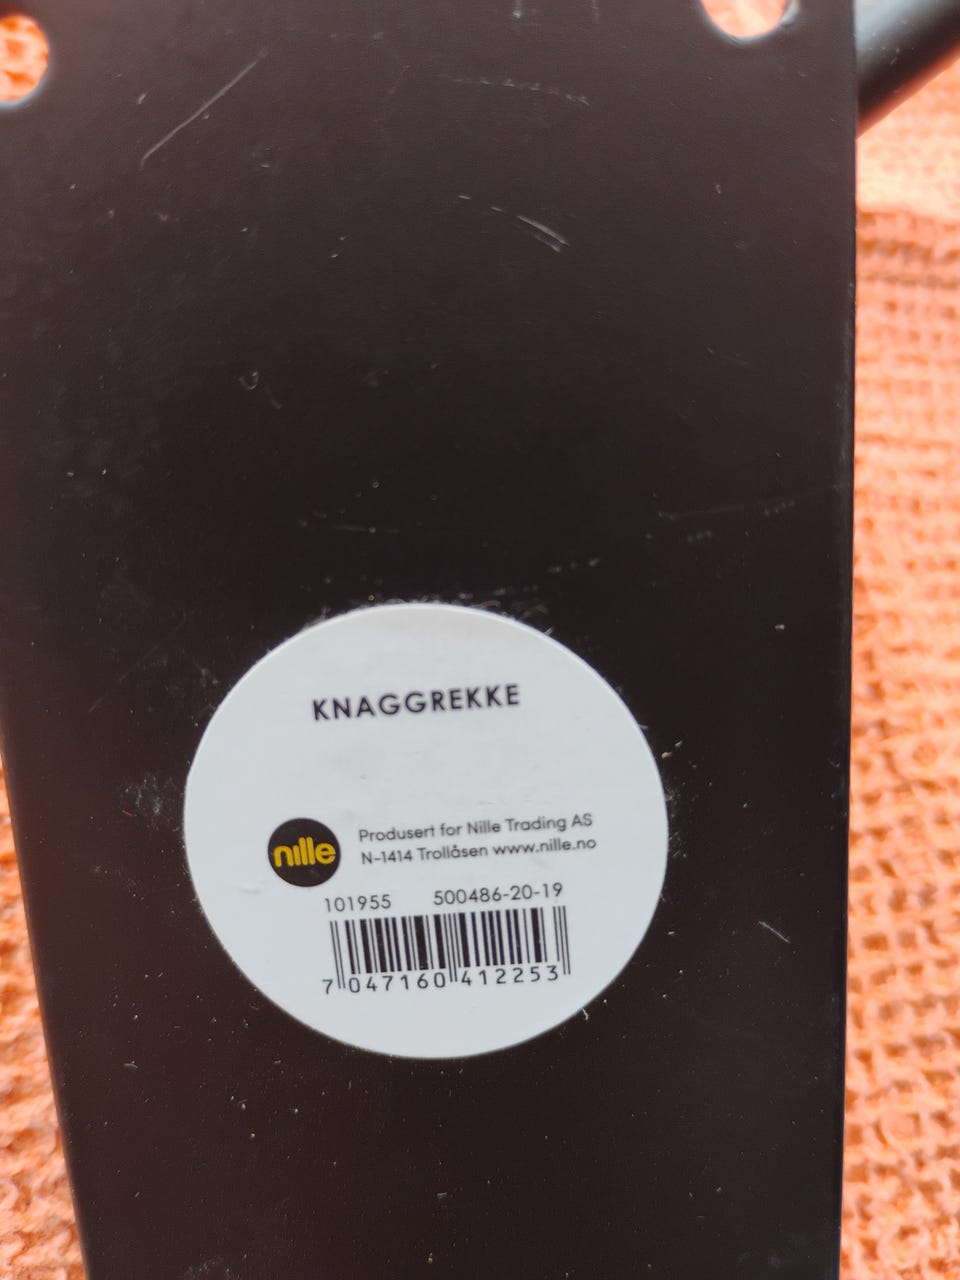 KNAGGREKKE
nille
Produsert for Nille Trading AS
N-1414 Trollåsen www.nille.no
101955 500486-20-19
7 047160 412253